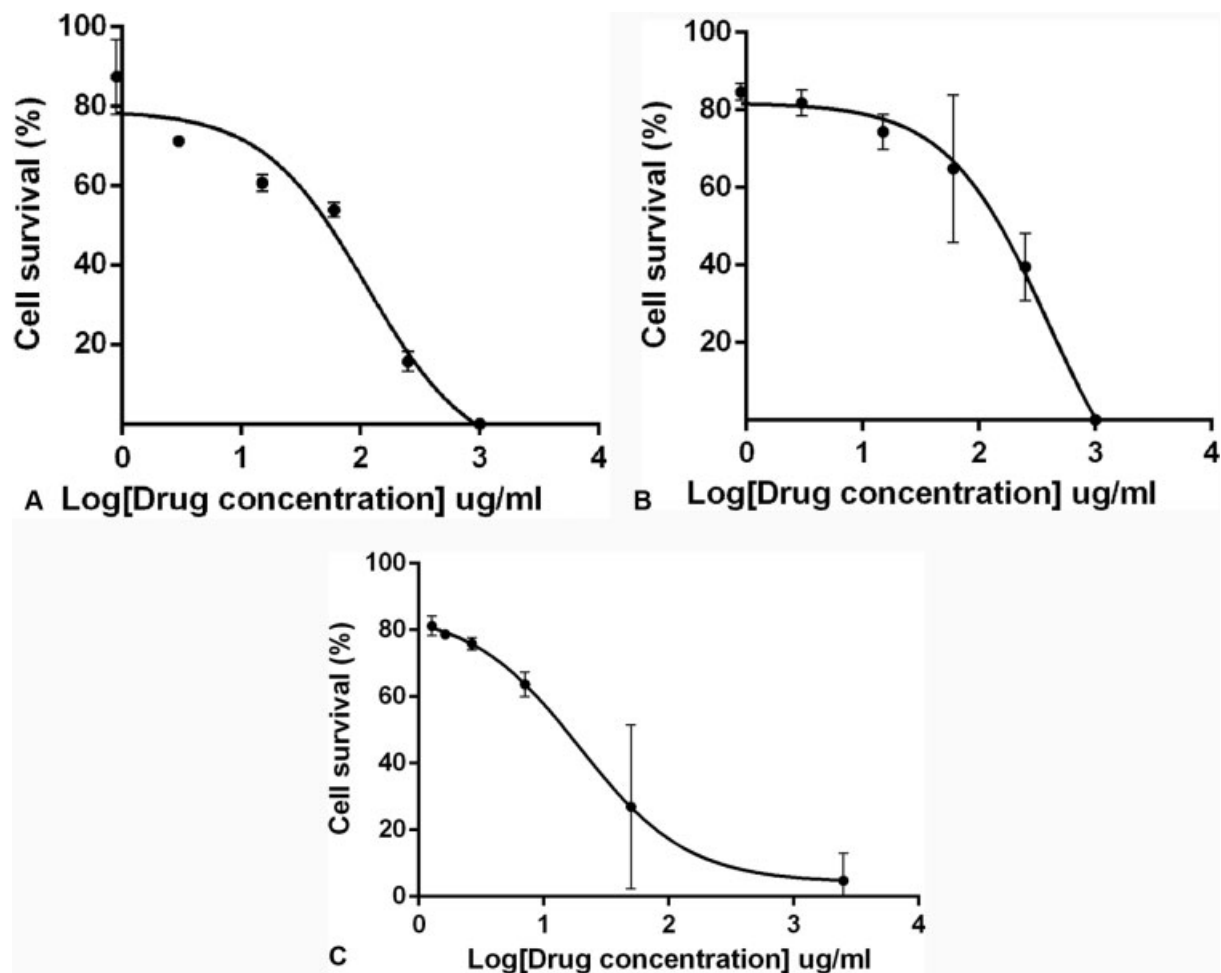 100
80
60
40
20
0 1 2 3 4
Cell survival (%)
A Log[Drug concentration] ug/ml
100
80
60
40
20
0 1 2 3 4
Cell survival (%)
B Log[Drug concentration] ug/ml
100
80
60
40
20
0
0 1 2 3 4
Cell survival (%)
C Log[Drug concentration] ug/ml